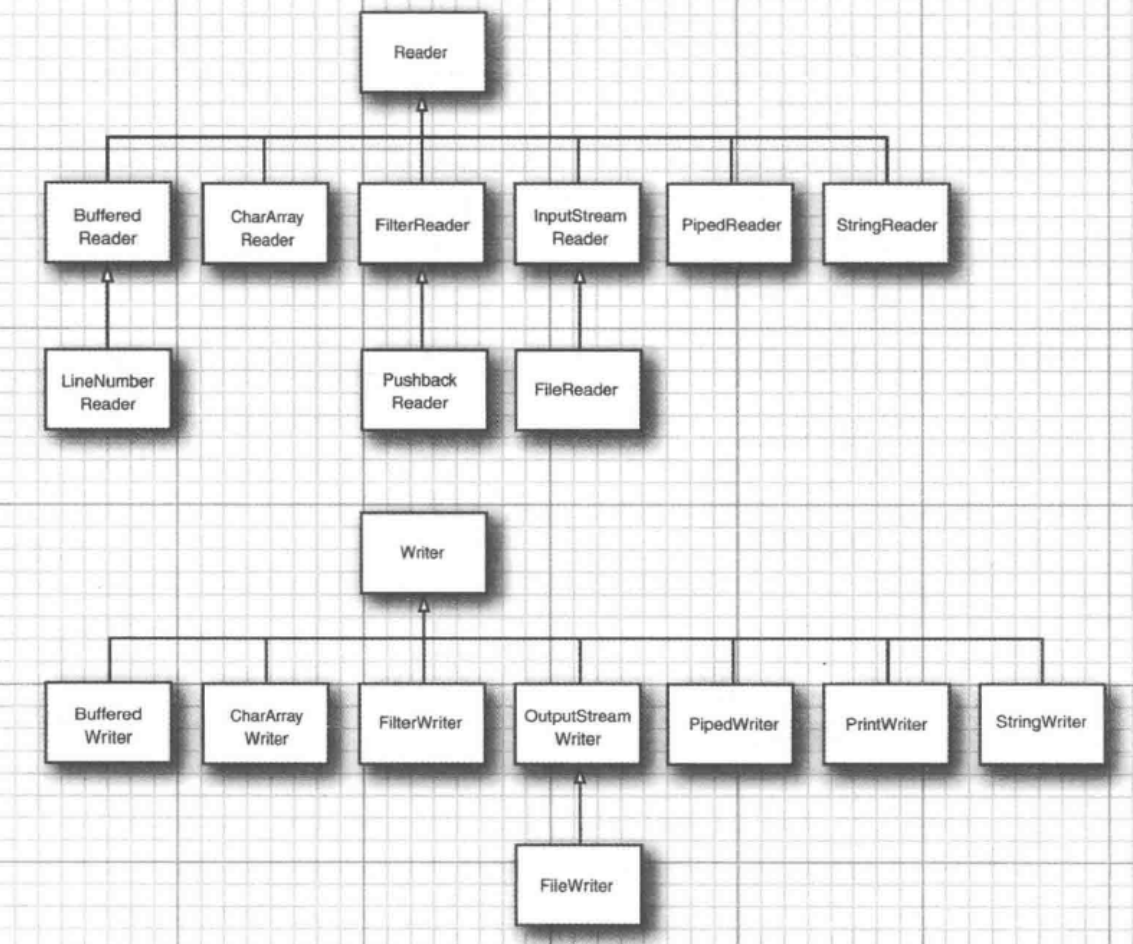 Reader
Buffered
Reader
CharArray
Reader
FilterReader
InputStream
Reader
PipedReader
StringReader
LineNumber
Reader
Pushback
Reader
FileReader
Writer
Buffered
Writer
CharArray
Writer
FilterWriter
OutputStream
Writer
PipedWriter
PrintWriter
StringWriter
FileWriter